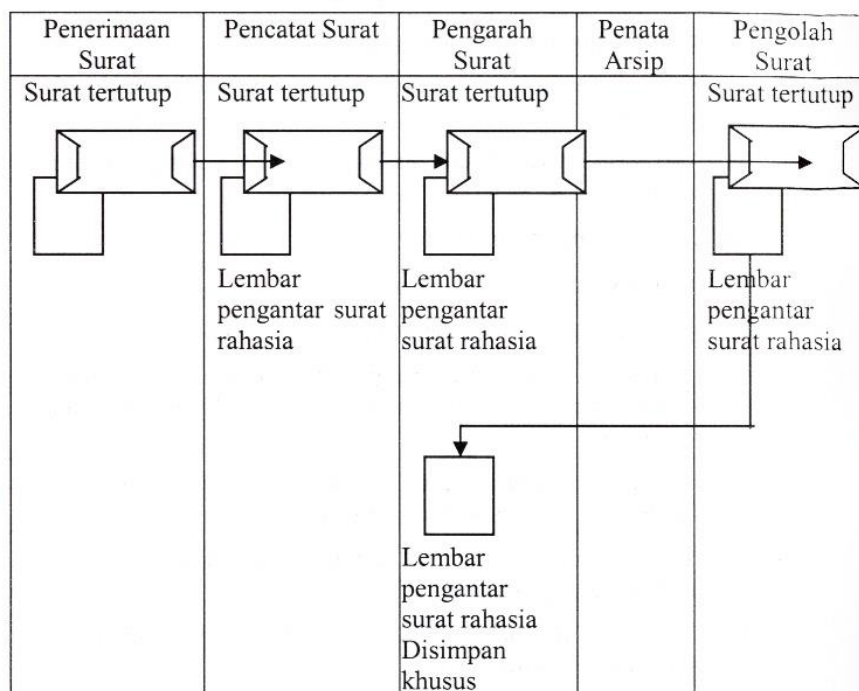 Penerimaan
Surat
Pencatat Surat
Pengarah
Surat
Penata
Arsip
Pengolah
Surat
Surat tertutup
Surat tertutup
Surat tertutup
Surat tertutup
Lembar
pengantar surat
rahasia
Lembar
pengantar
surat rahasia
Lembar
pengantar
surat rahasia
Lembar
pengantar
surat rahasia
Disimpan
khusus